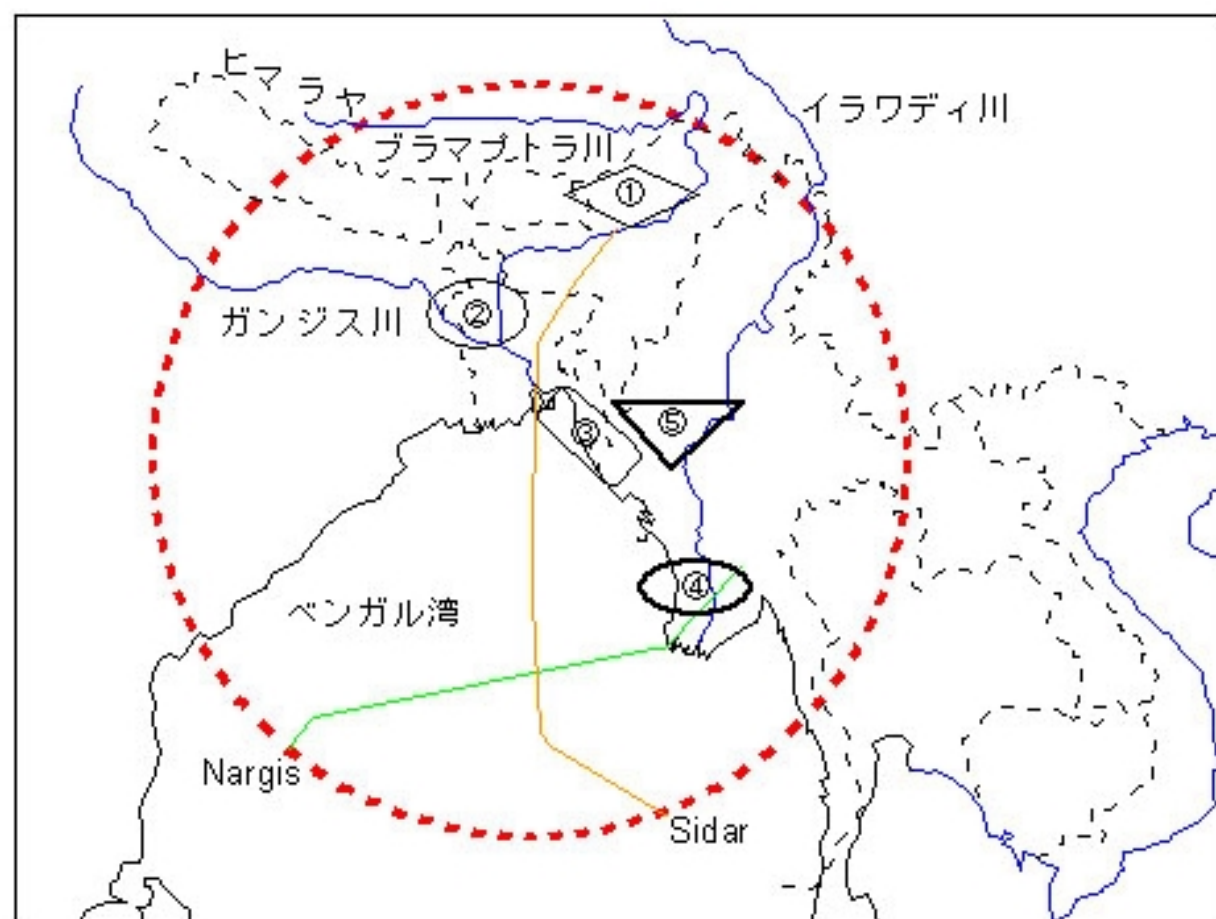 ヒマラヤ
イラワディ川
ブラマプトラ川
①
②
ガンジス川
③
⑤
④
ベンガル湾
Nargis
Sidar